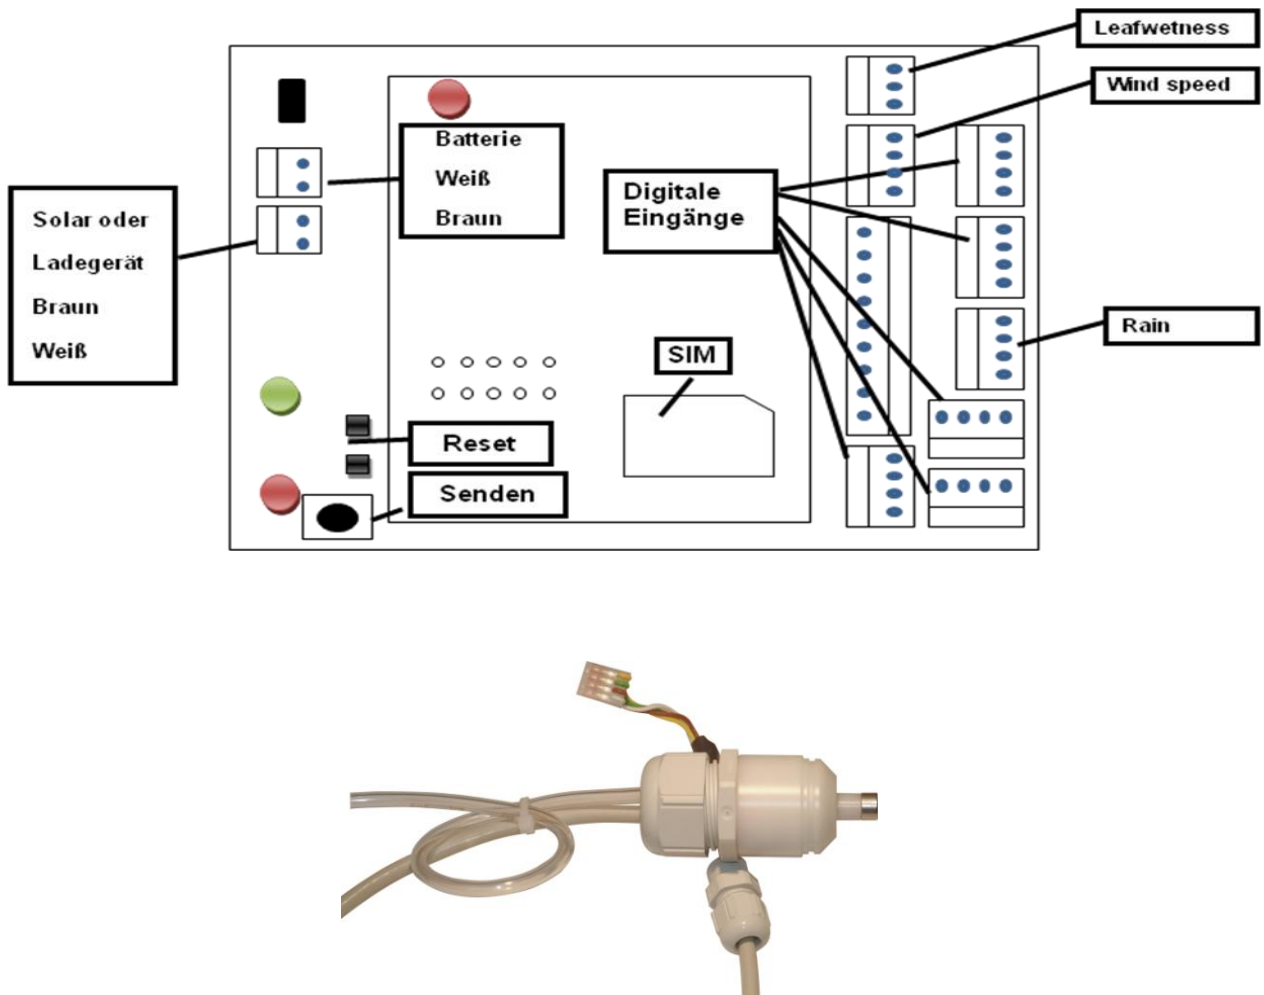 Leafwetness
Wind speed
Batterie
Weiß
Braun
Digitale
Eingänge
Solar oder
Ladegerät
Braun
Weiß
Rain
SIM
Reset
Senden